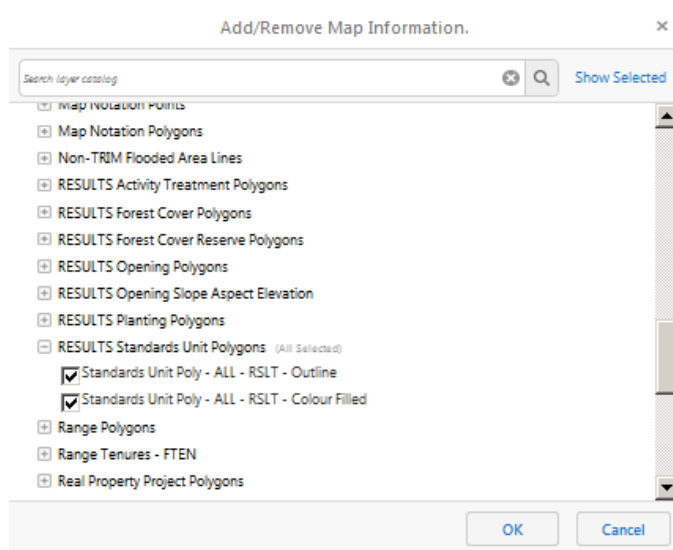 Add/Remove Map Information.
Search layer catalog
Show Selected
Map Notation Points
Map Notation Polygons
Non-TRIM Flooded Area Lines
RESULTS Activity Treatment Polygons
RESULTS Forest Cover Polygons
RESULTS Forest Cover Reserve Polygons
RESULTS Opening Polygons
RESULTS Opening Slope Aspect Elevation
RESULTS Planting Polygons
RESULTS Standards Unit Polygons (All Selected)
Standards Unit Poly - ALL - RSLT - Outline
Standards Unit Poly - ALL - RSLT - Colour Filled
Range Polygons
Range Tenures - FTEN
Real Property Project Polygons
OK
Cancel